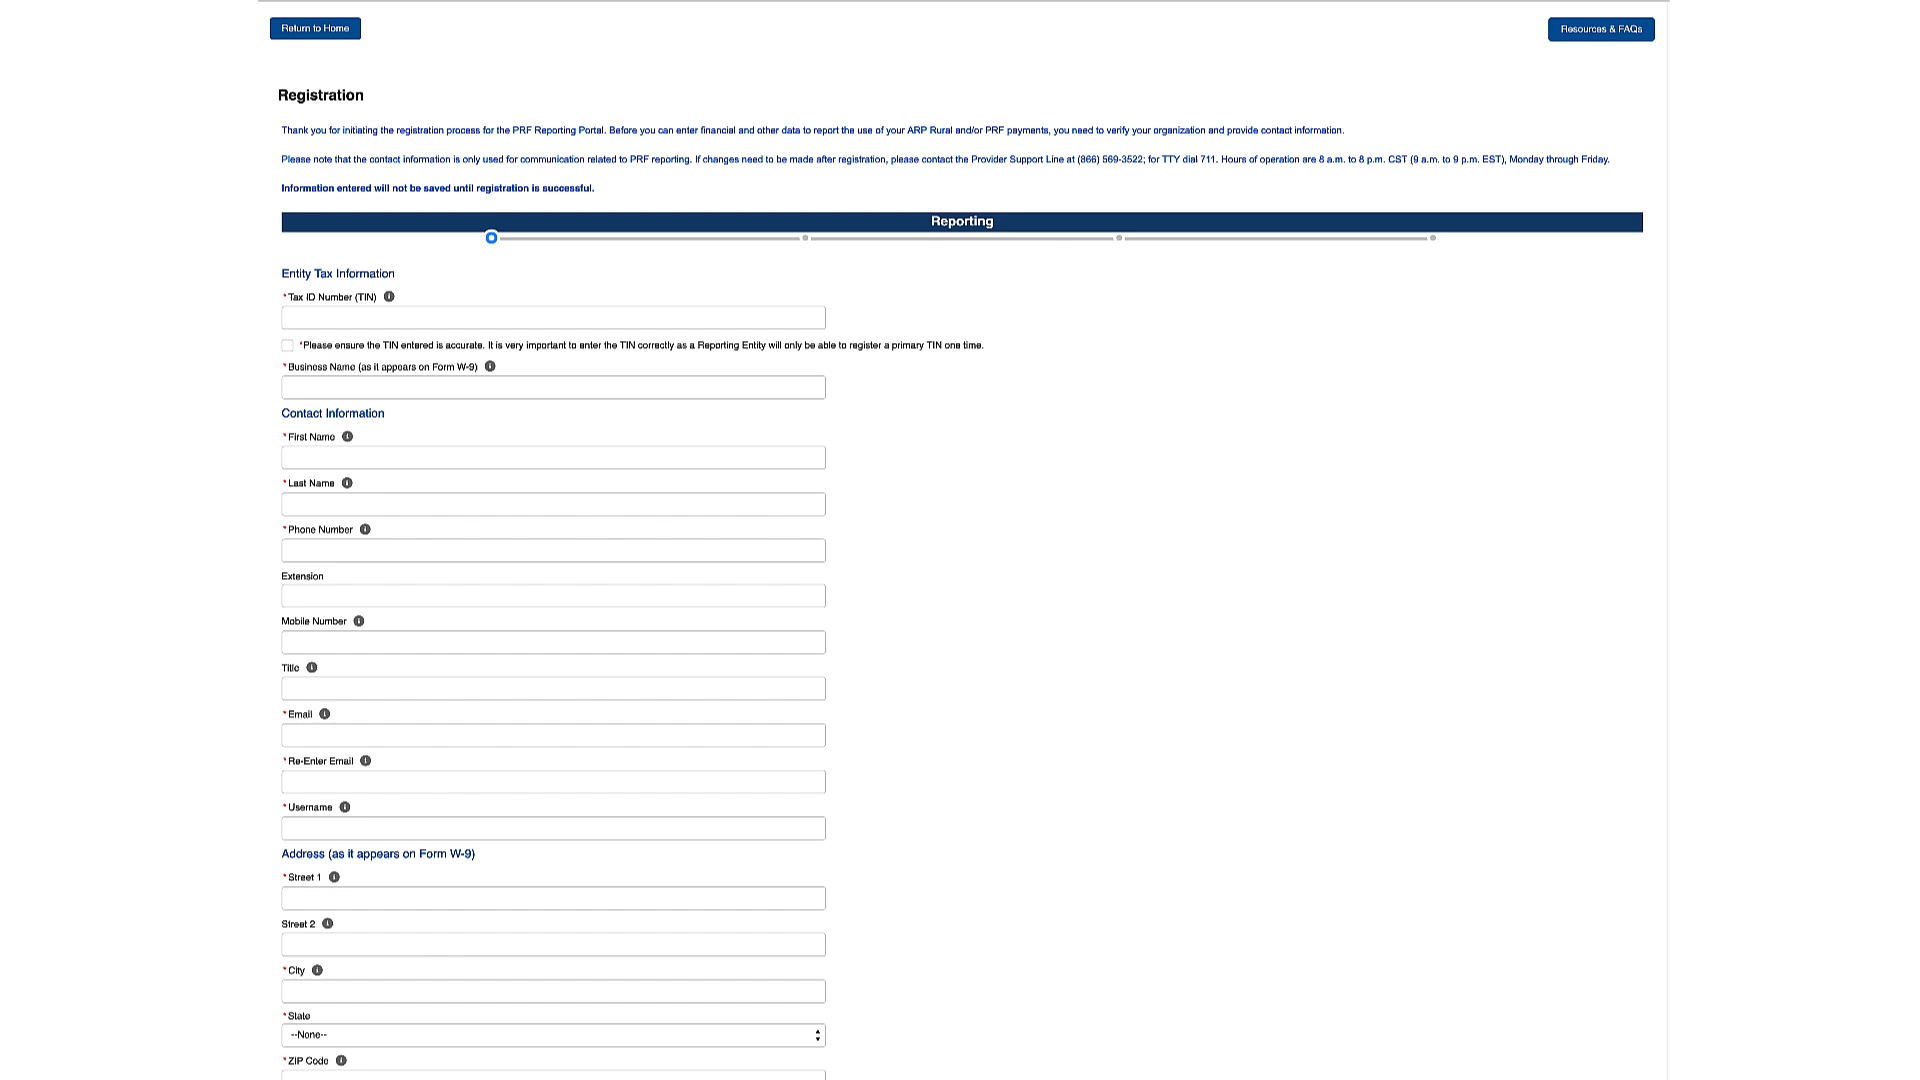 Return to Home
Resources & FAQs
Registration
Thank you for initiating the registration process for the PRF Reporting Portal. Before you can enter financial and other data to report the use of your ARP Rural and/or PRF payments, you need to verify your organization and provide contact information.
Please note that the contact information is only used for communication related to PRF reporting. If changes need to be made after registration, please contact the Provider Support Line at (866) 569-3522; for TTY dial 711. Hours of operation are 8 a.m. to 8 p.m. CST (9 a.m. to 9 p.m. EST), Monday through Friday.
Information entered will not be saved until registration is successful.
Reporting
Entity Tax Information
*Tax ID Number (TIN)
*Please ensure the TIN entered is accurate. It is very important to enter the TIN correctly as a Reporting Entity will only be able to register a primary TIN one time.
*Business Name (as it appears on Form W-9)
Contact Information
*First Name
*Last Name
*Phone Number
Extension
Mobile Number
Title
*Email
*Re-Enter Email
*Username
Address (as it appears on Form W-9)
*Street 1
Street 2
*City
*State
--None--
*ZIP Code